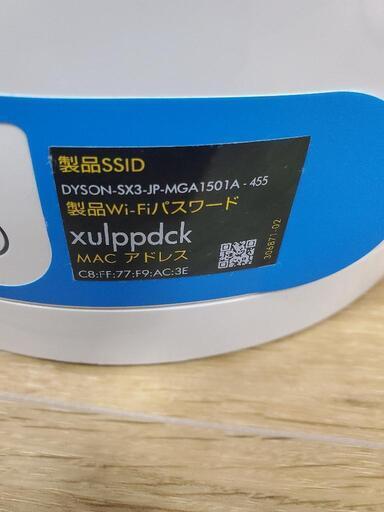 製品SSID
DYSON-SX3-JP-MGA1501A - 455
製品Wi-Fiパスワード
xulppdck
MAC アドレス
C8:FF:77:F9:AC:3E
306871-02